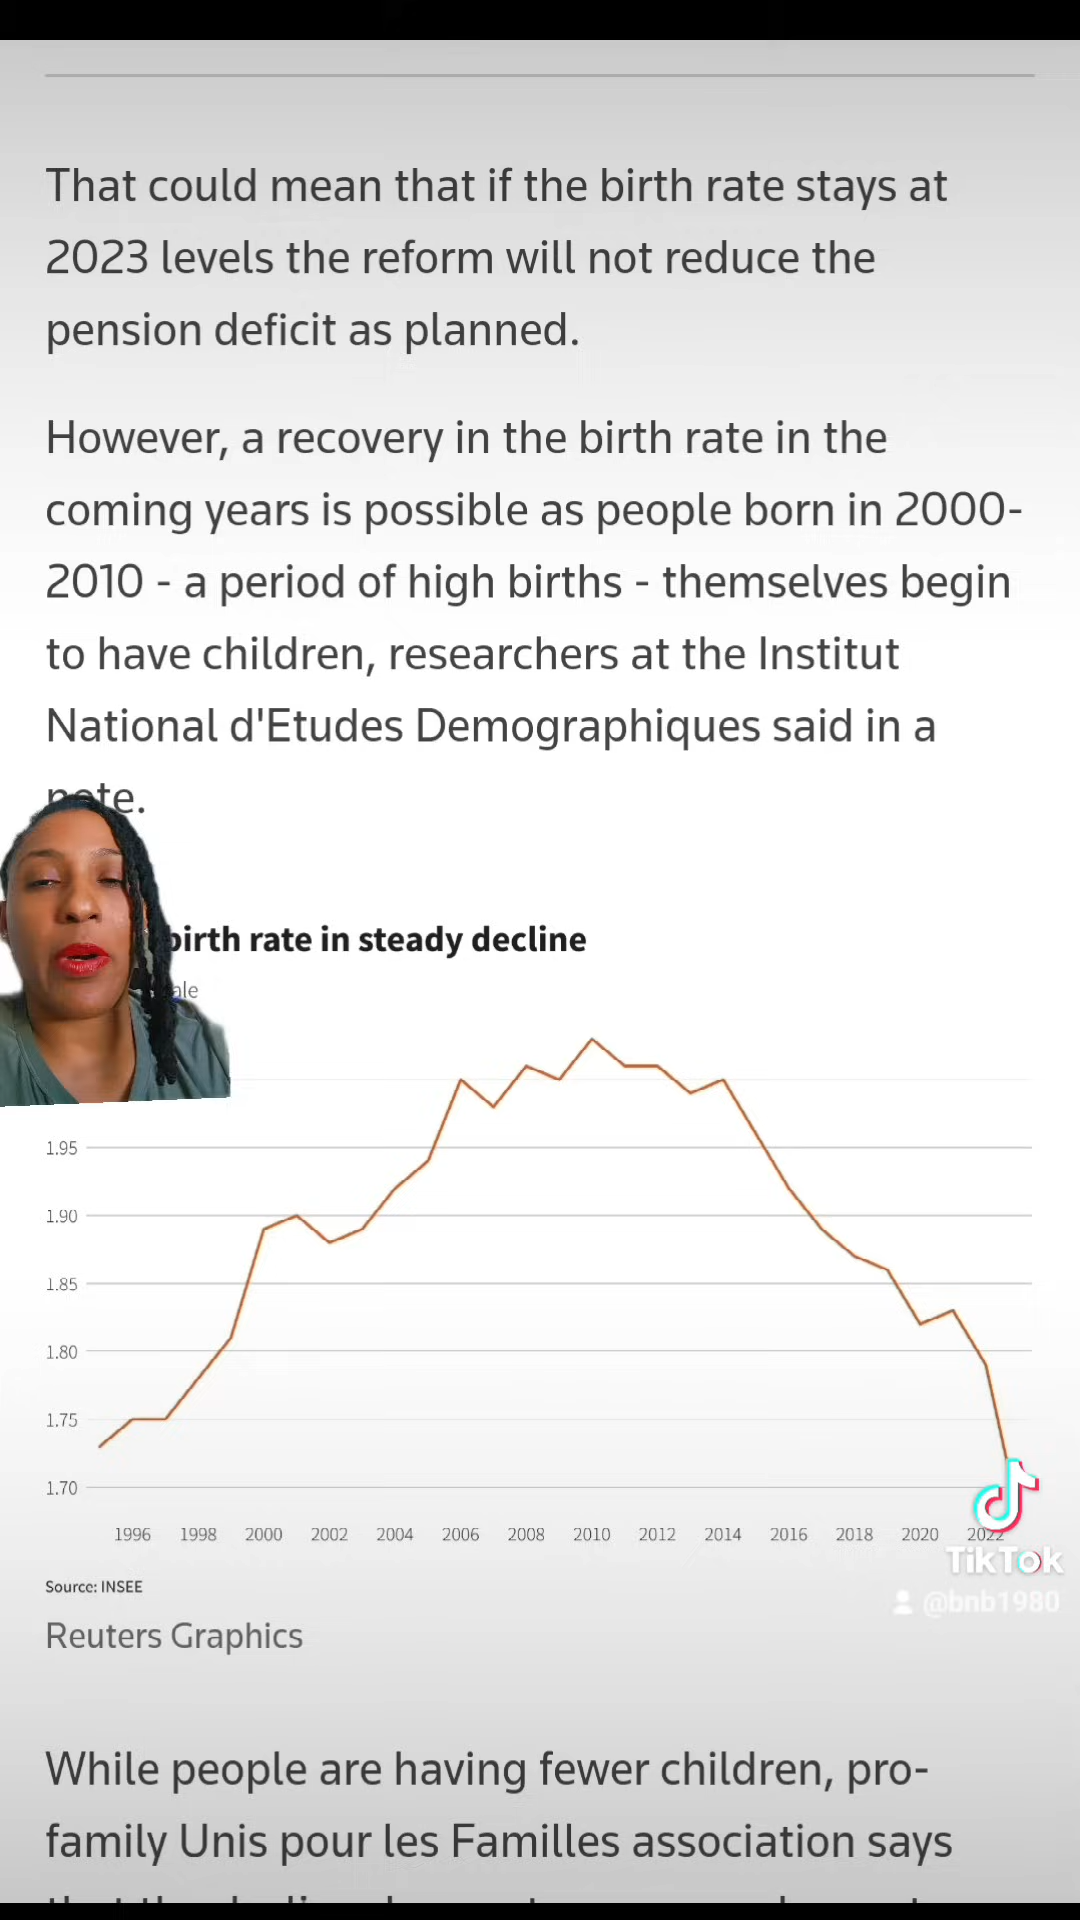 That could mean that if the birth rate stays at
2023 levels the reform will not reduce the
pension deficit as planned.
However, a recovery in the birth rate in the
coming years is possible as people born in 2000-
2010 - a period of high births - themselves begin
to have children, researchers at the Institut
National d'Etudes Demographiques said in a
note.
birth rate in steady decline
1.95
1.90
1.85
1.80
1.75
1.70
1996 1998 2000 2002 2004 2006 2008 2010 2012 2014 2016 2018 2020 2022
TikTok
@bnb1980
Source: INSEE
Reuters Graphics
While people are having fewer children, pro-
family Unis pour les Familles association says